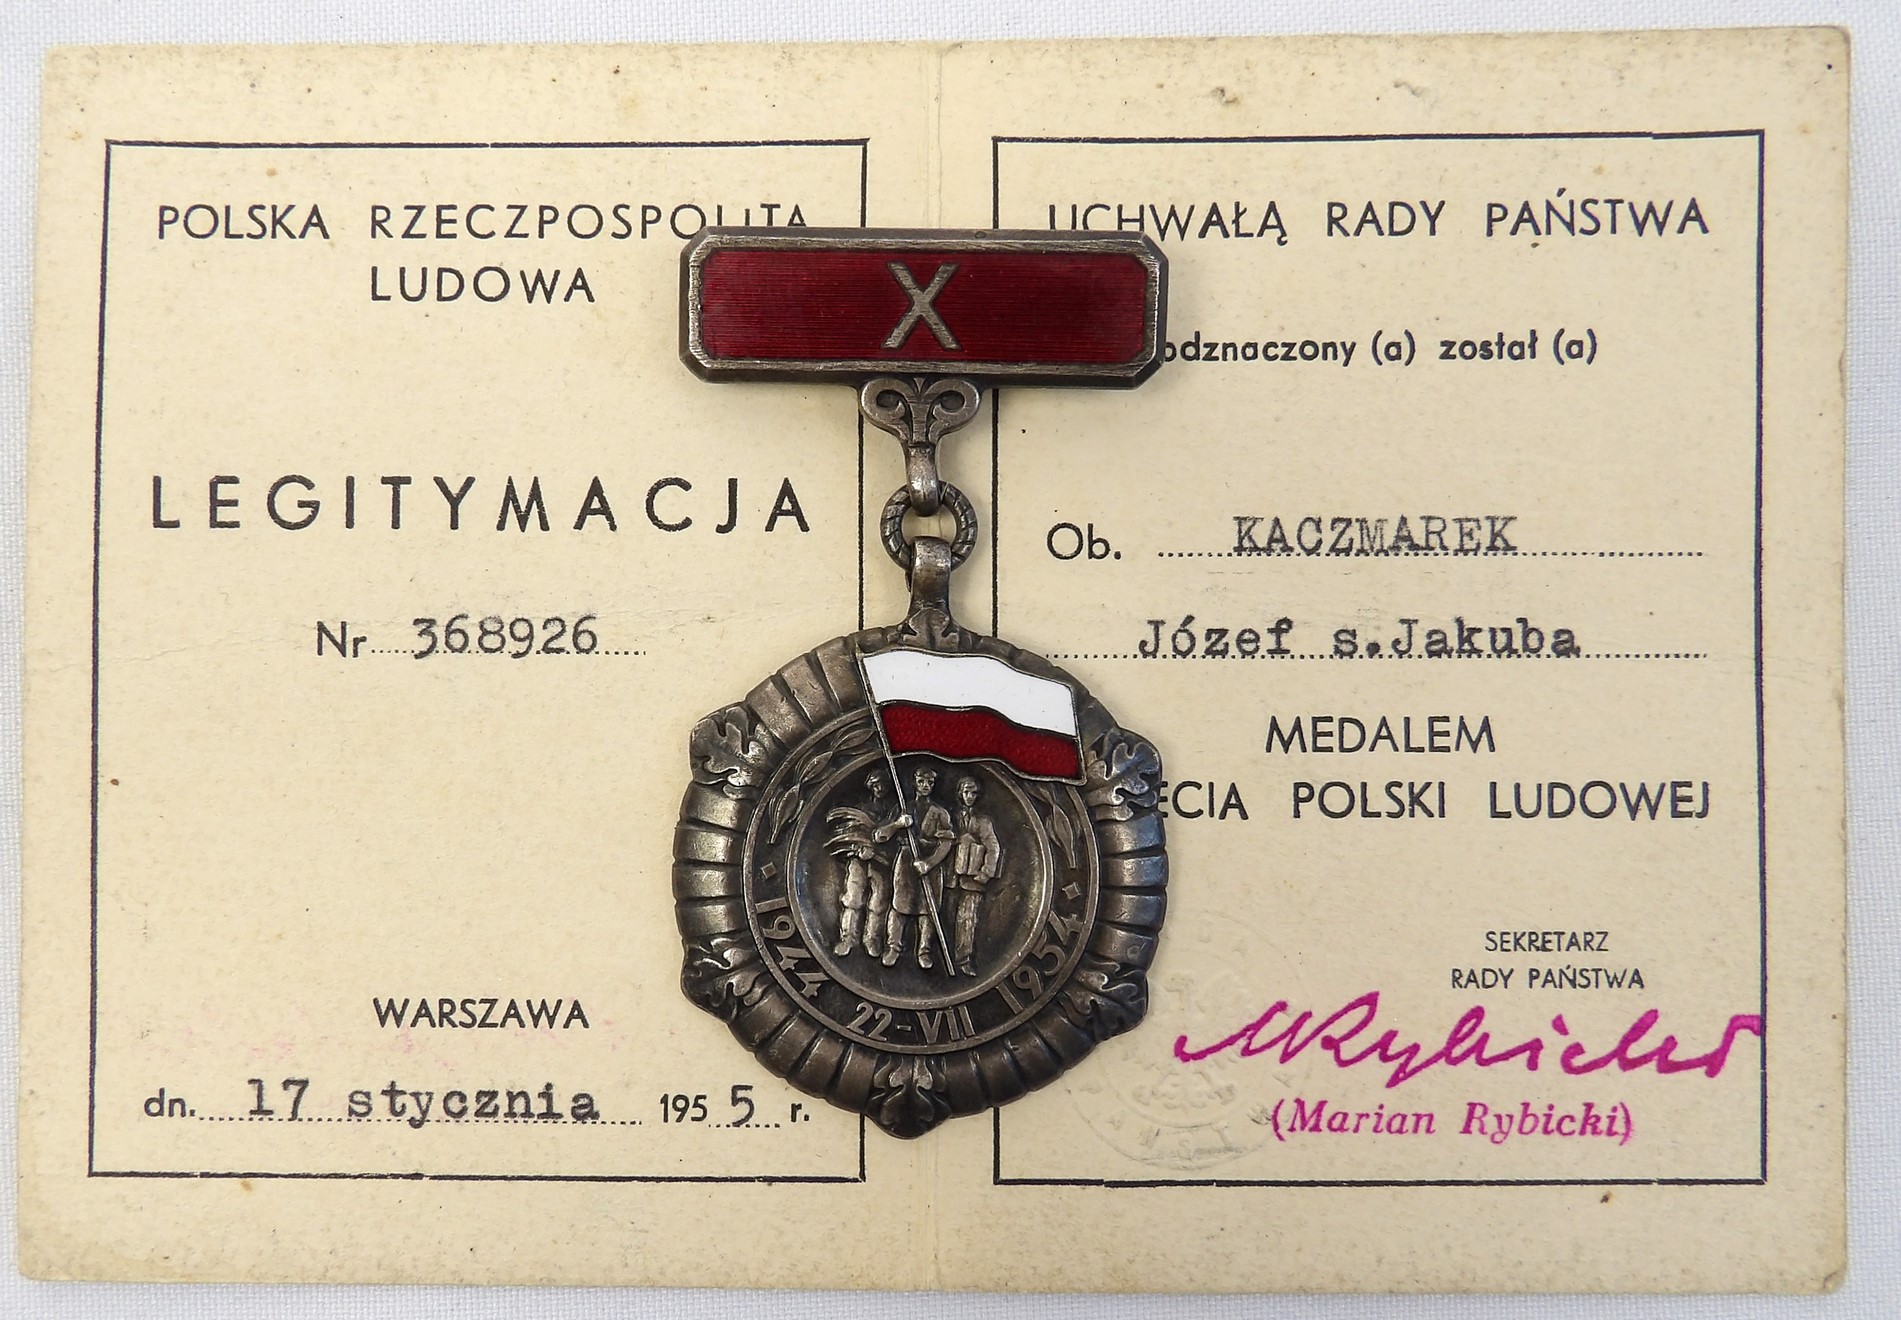 POLSKA RZECZPOSPOLITA
LUDOWA
LEGITYMACJA
Nr 368926
WARSZAWA
dn. 17 stycznia 1955 r.
X
1944 22-VII 1954
UCHWAŁĄ RADY PAŃSTWA
odznaczony (a) został (a)
Ob. KACZMAREK
Józef s.Jakuba
MEDALEM
ECIA POLSKI LUDOWEJ
SEKRETARZ
RADY PAŃSTWA
MRybicki
(Marian Rybicki)